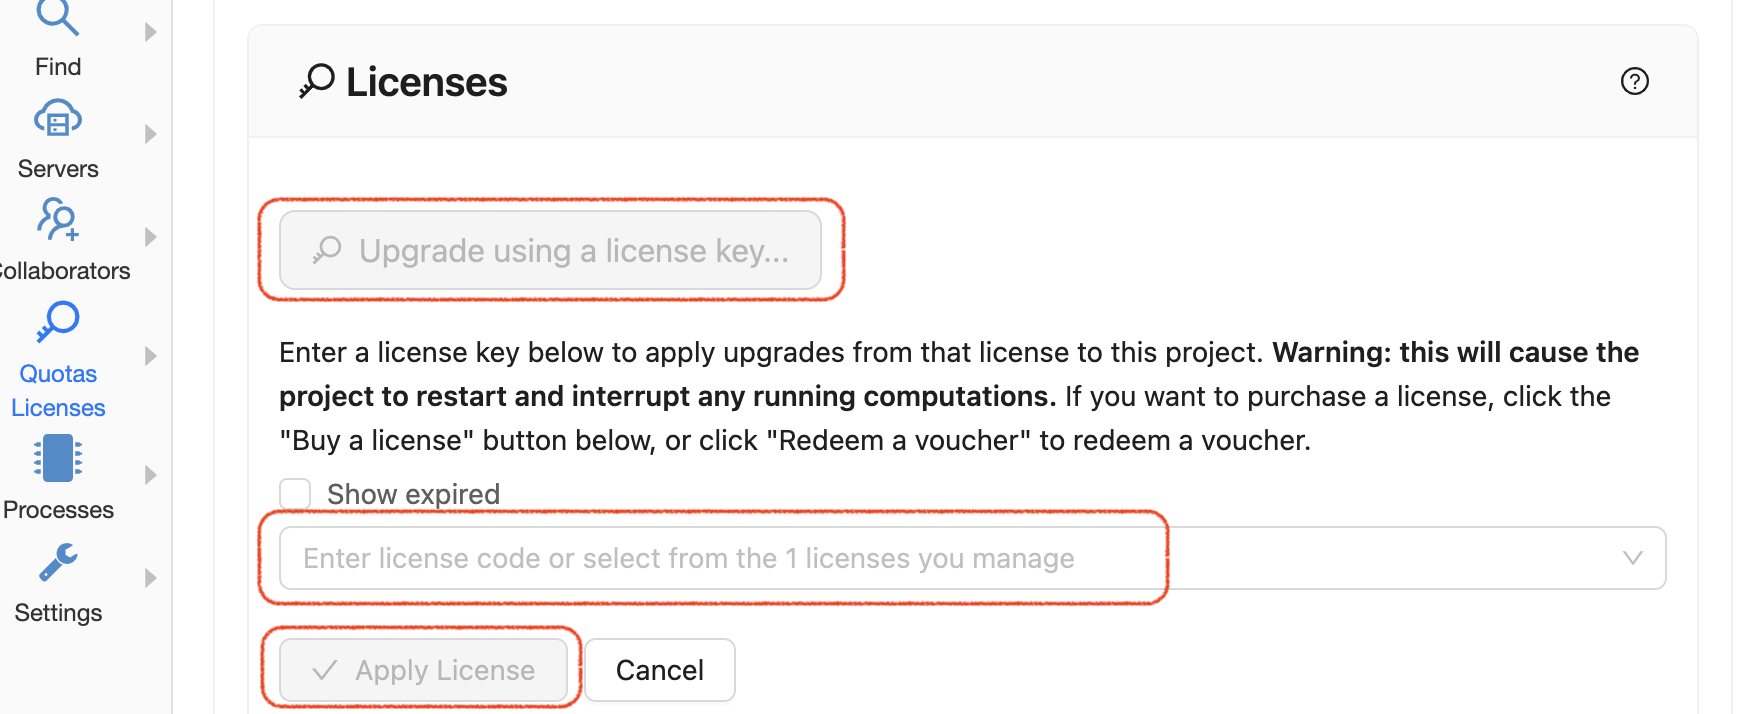 Find
Servers
Collaborators
Quotas
Licenses
Processes
Settings
Licenses
?
Upgrade using a license key...
Enter a license key below to apply upgrades from that license to this project. Warning: this will cause the
project to restart and interrupt any running computations. If you want to purchase a license, click the
"Buy a license" button below, or click "Redeem a voucher" to redeem a voucher.
Show expired
Enter license code or select from the 1 licenses you manage
Apply License
Cancel